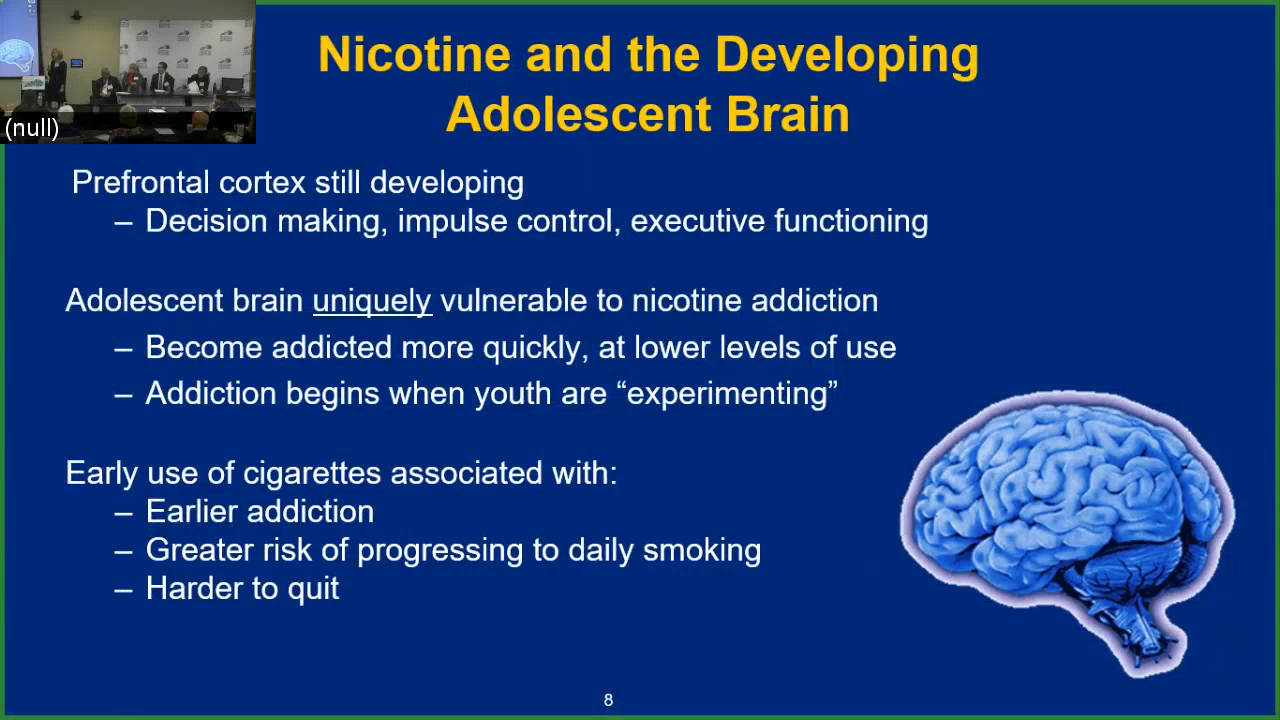 Nicotine and the Developing
Adolescent Brain
(null)
Prefrontal cortex still developing
– Decision making, impulse control, executive functioning
Adolescent brain uniquely vulnerable to nicotine addiction
– Become addicted more quickly, at lower levels of use
– Addiction begins when youth are “experimenting”
Early use of cigarettes associated with:
– Earlier addiction
– Greater risk of progressing to daily smoking
– Harder to quit
8